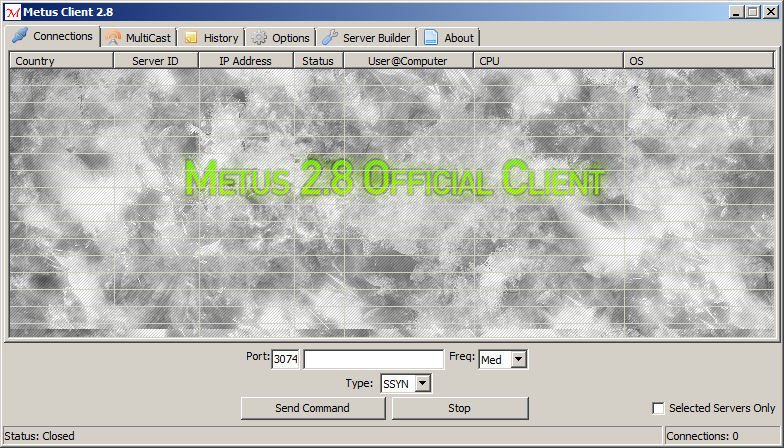 Metus Client 2.8
Connections MultiCast History Options Server Builder About
Country Server ID IP Address Status User@Computer CPU OS
Metus 2.8 Official Client
Port: 3074 Freq: Med
Type: SSYN
Send Command Stop Selected Servers Only
Status: Closed Connections: 0